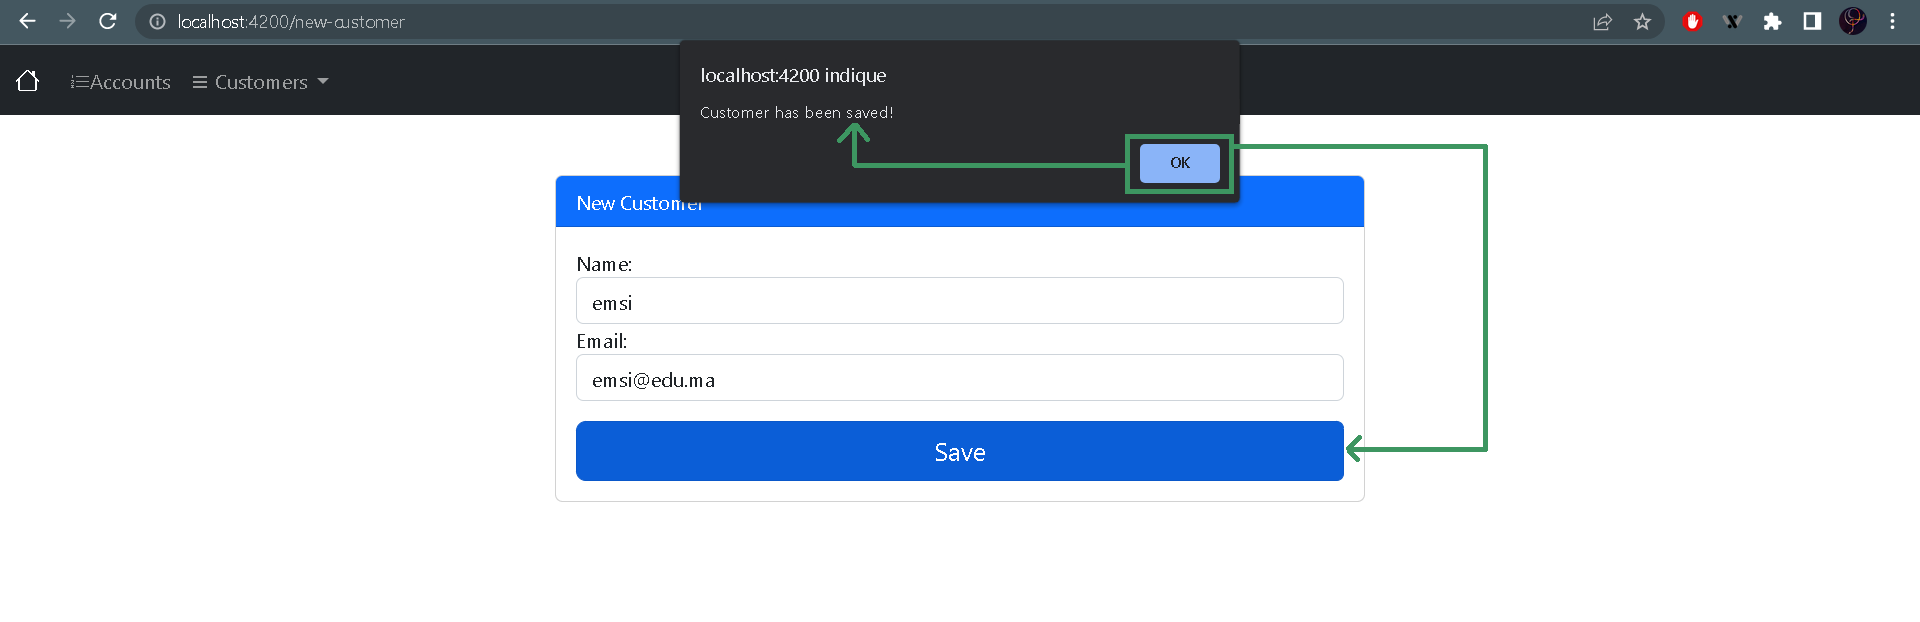 localhost:4200/new-customer
Accounts
Customers
localhost:4200 indique
Customer has been saved!
OK
New Customer
Name:
emsi
Email:
emsi@edu.ma
Save